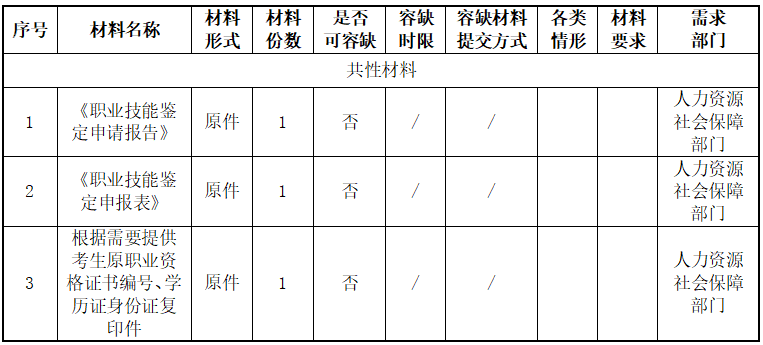 序号 材料名称 材料形式 材料份数 是否可容缺 容缺时限 容缺材料提交方式 各类情形 材料要求 需求部门
共性材料
1 《职业技能鉴定申请报告》 原件 1 否 / / 人力资源社会保障部门
2 《职业技能鉴定申报表》 原件 1 否 / / 人力资源社会保障部门
3 根据需要提供考生原职业资格证书编号、学历证身份证复印件 原件 1 否 / / 人力资源社会保障部门